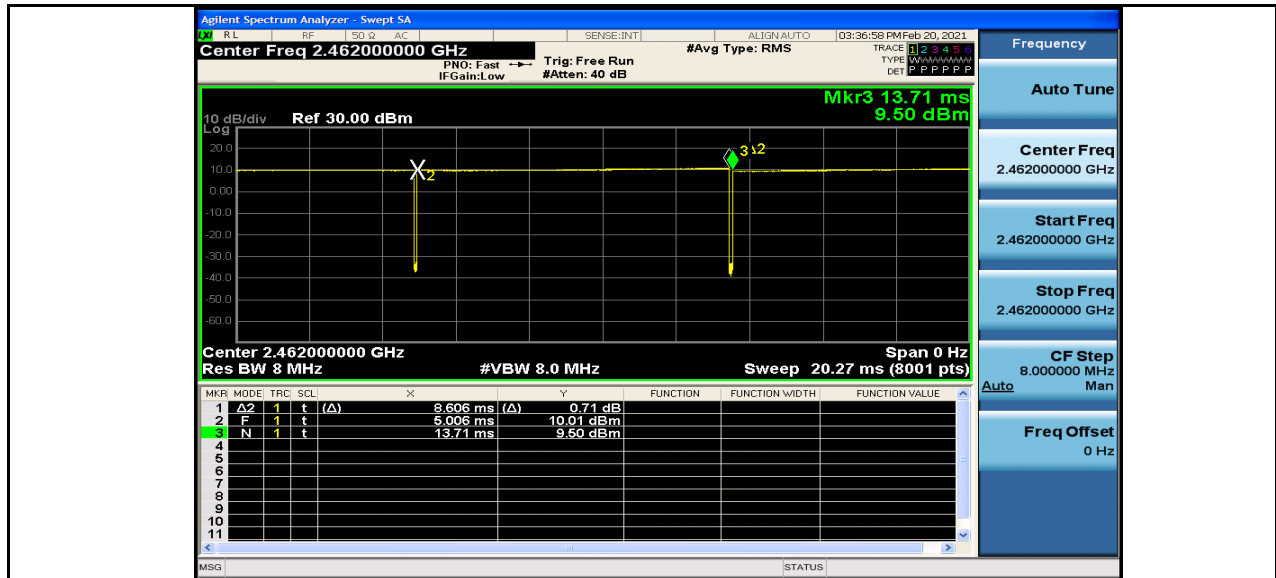 Agilent Spectrum Analyzer - Swept SA
LXI RL RF 50 Ω AC SENSE:INT ALIGN AUTO 03:36:58 PM Feb 20, 2021
Center Freq 2.462000000 GHz #Avg Type: RMS TRACE 1 2 3 4 5 6
PNO: Fast Trig: Free Run TYPE WWWWWW
IFGain:Low #Atten: 40 dB DET P P P P P P
Mkr3 13.71 ms
10 dB/div Ref 30.00 dBm 9.50 dBm
Log
20.0
10.0
0.00
-10.0
-20.0
-30.0
-40.0
-50.0
-60.0
2
3 Δ2
Center 2.462000000 GHz Span 0 Hz
Res BW 8 MHz #VBW 8.0 MHz Sweep 20.27 ms (8001 pts)
MKR MODE TRC SCL X Y FUNCTION FUNCTION WIDTH FUNCTION VALUE
1 Δ2 1 t (Δ) 8.606 ms (Δ) 0.71 dB
2 F 1 t 5.006 ms 10.01 dBm
3 N 1 t 13.71 ms 9.50 dBm
4
5
6
7
8
9
10
11
MSG STATUS
Frequency
Auto Tune
Center Freq
2.462000000 GHz
Start Freq
2.462000000 GHz
Stop Freq
2.462000000 GHz
CF Step
8.000000 MHz
Auto Man
Freq Offset
0 Hz